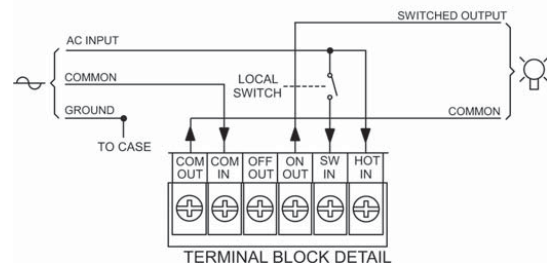 SWITCHED OUTPUT
AC INPUT
COMMON
LOCAL
SWITCH
GROUND
COMMON
TO CASE
COM OUT
COM IN
OFF OUT
ON OUT
SW IN
HOT IN
TERMINAL BLOCK DETAIL